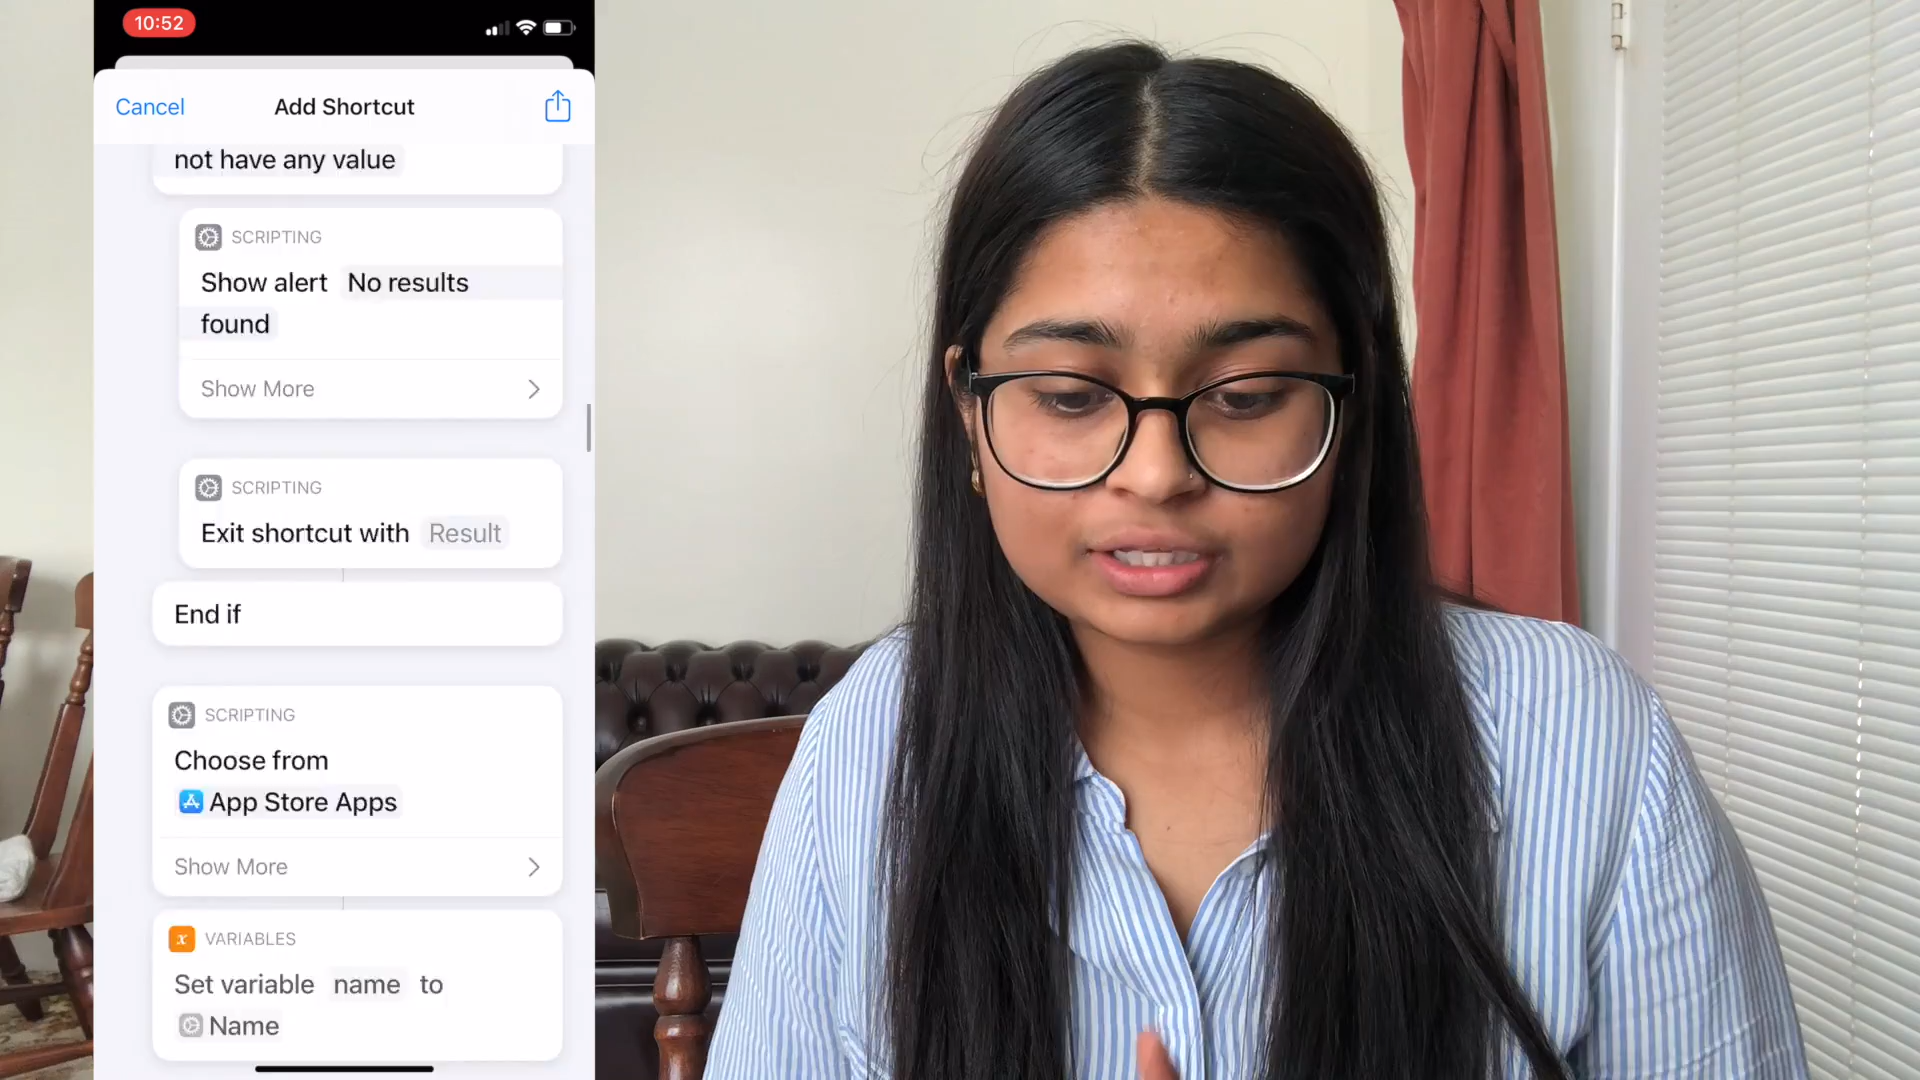 10:52
Cancel
Add Shortcut
not have any value
SCRIPTING
Show alert No results
found
Show More
SCRIPTING
Exit shortcut with Result
End if
SCRIPTING
Choose from
App Store Apps
Show More
x VARIABLES
Set variable name to
Name